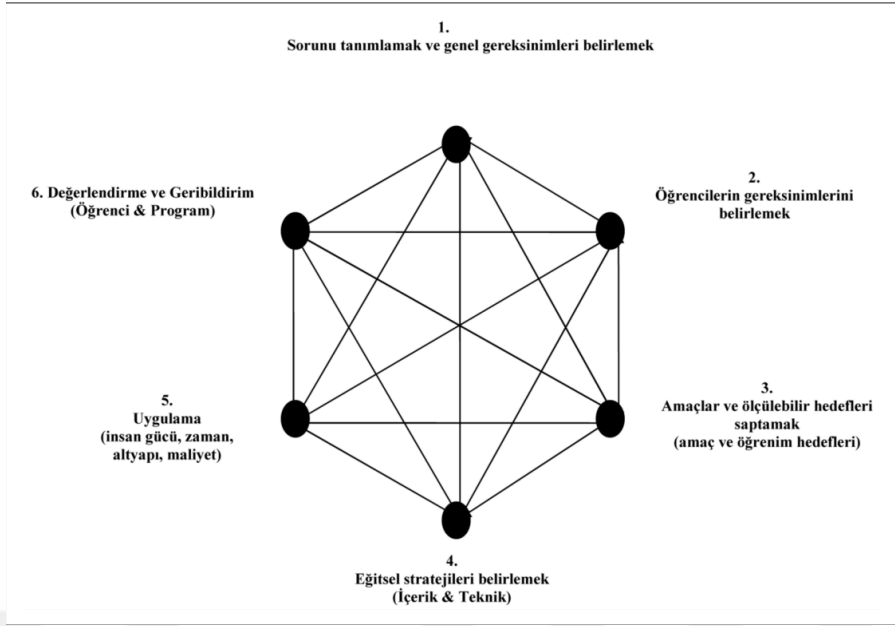 1.
Sorunu tanımlamak ve genel gereksinimleri belirlemek
2.
Öğrencilerin gereksinimlerini
belirlemek
3.
Amaçlar ve ölçülebilir hedefleri
saptamak
(amaç ve öğrenim hedefleri)
4.
Eğitsel stratejileri belirlemek
(İçerik & Teknik)
5.
Uygulama
(insan gücü, zaman,
altyapı, maliyet)
6. Değerlendirme ve Geribildirim
(Öğrenci & Program)